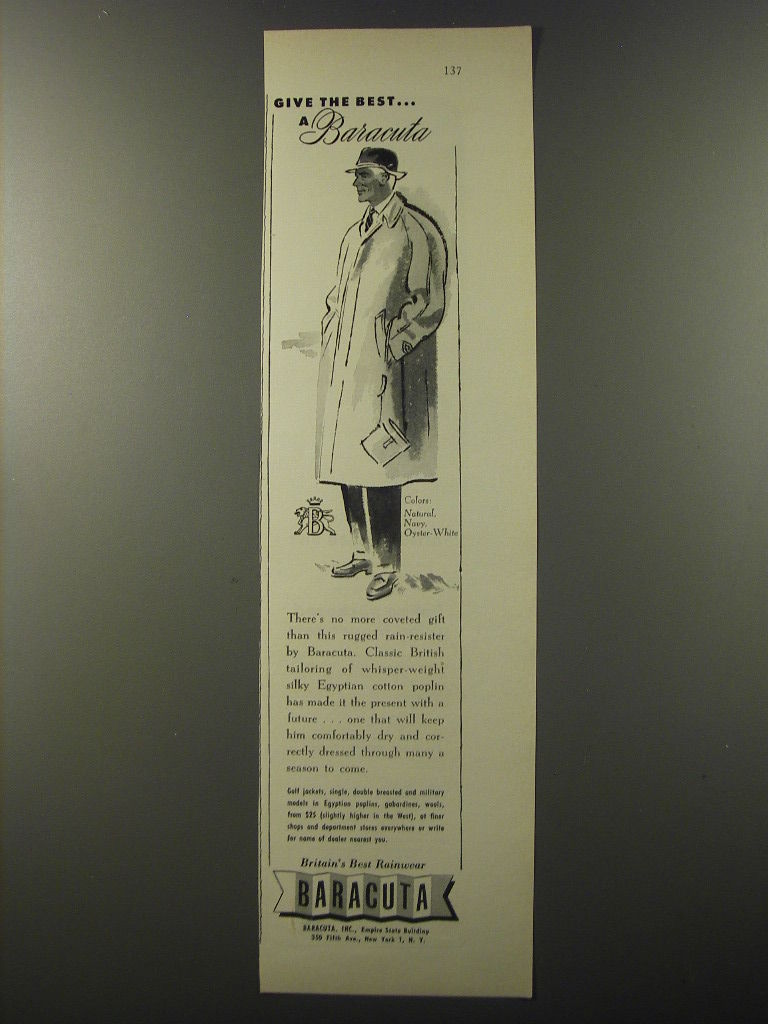 137
GIVE THE BEST...
A Baracuta
B
Colors:
Natural,
Navy,
Oyster-White
There's no more coveted gift
than this rugged rain-resister
by Baracuta. Classic British
tailoring of whisper-weight
silky Egyptian cotton poplin
has made it the present with a
future . . . one that will keep
him comfortably dry and cor-
rectly dressed through many a
season to come.
Golf jackets, single, double breasted and military
models in Egyptian poplins, gabardines, wools,
from $25 (slightly higher in the West), at finer
shops and department stores everywhere or write
for name of dealer nearest you.
Britain's Best Rainwear
BARACUTA
BARACUTA, INC., Empire State Building
350 Fifth Ave., New York 1, N. Y.